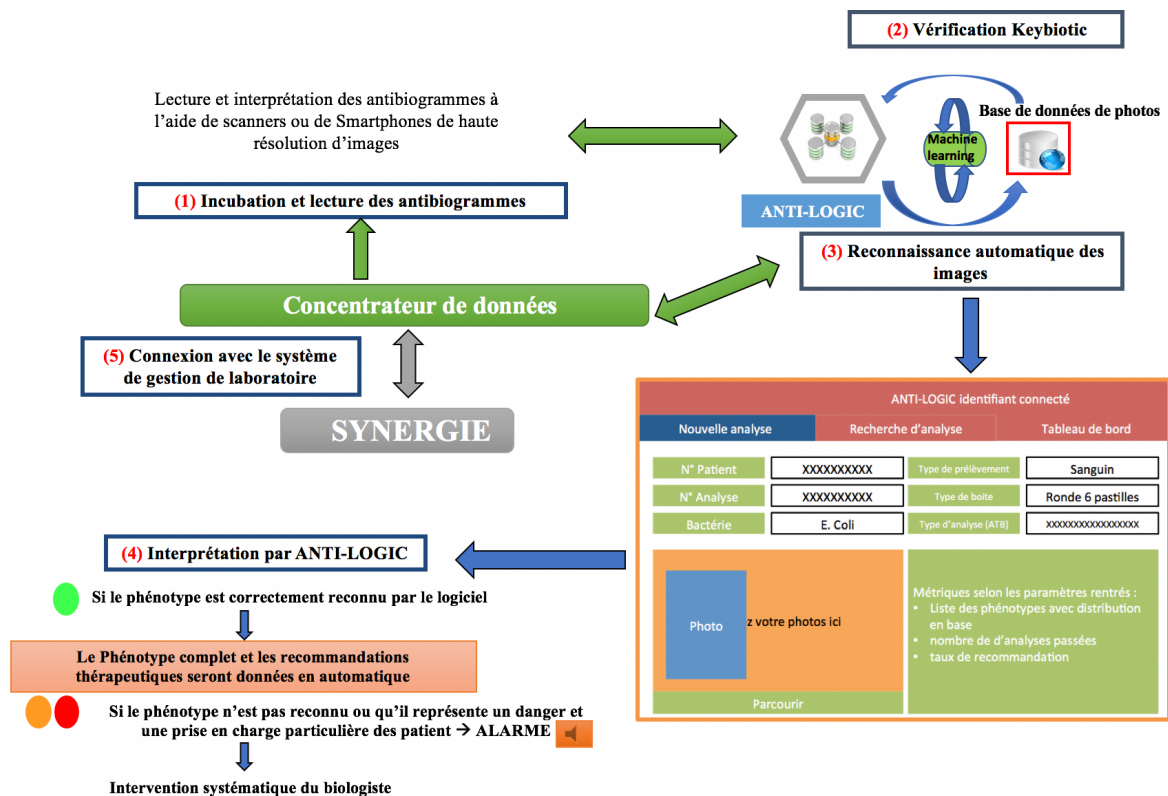 (2) Vérification Keybiotic
Lecture et interprétation des antibiogrammes à
l'aide de scanners ou de Smartphones de haute
résolution d'images
Base de données de photos
Machine
learning
(1) Incubation et lecture des antibiogrammes
ANTI-LOGIC
(3) Reconnaissance automatique des
images
Concentrateur de données
(5) Connexion avec le système
de gestion de laboratoire
SYNERGIE
ANTI-LOGIC identifiant connecté
Nouvelle analyse
Recherche d'analyse
Tableau de bord
N° Patient
XXXXXXXXXX
Type de prélèvement
Sanguin
N° Analyse
XXXXXXXXXX
Type de boite
Ronde 6 pastilles
Bactérie
E. Coli
Type d'analyse (ATB)
xxxxxxxxxxxxxxxxx
Photo
z votre photos ici
Parcourir
Métriques selon les paramètres rentrés :
• Liste des phénotypes avec distribution
en base
• nombre de d'analyses passées
• taux de recommandation
(4) Interprétation par ANTI-LOGIC
Si le phénotype est correctement reconnu par le logiciel
Le Phénotype complet et les recommandations
thérapeutiques seront données en automatique
Si le phénotype n'est pas reconnu ou qu'il représente un danger et
une prise en charge particulière des patient → ALARME
Intervention systématique du biologiste